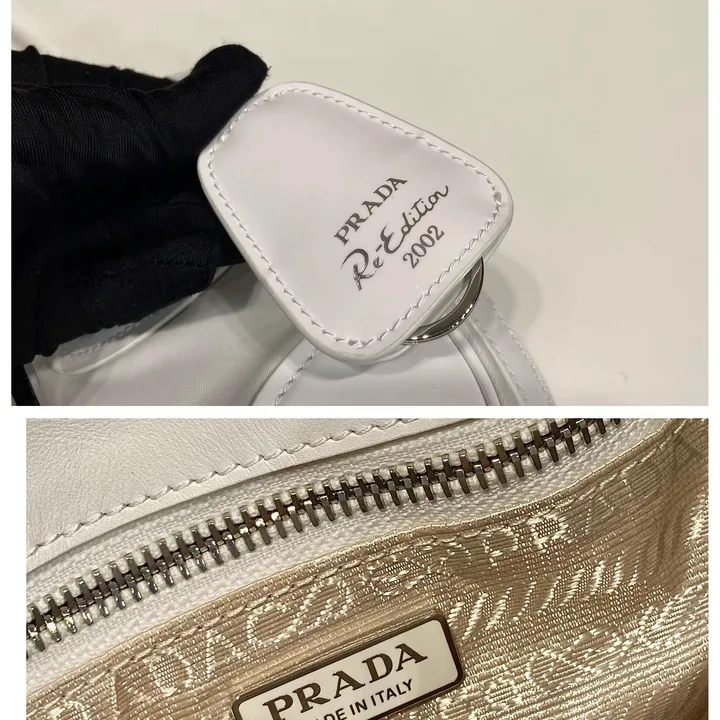 PRADA
Re-Edition
2002
PRADA
MADE IN ITALY